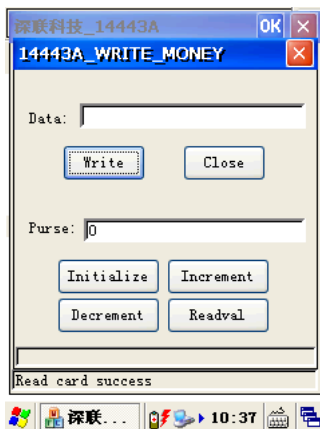 深联科技_14443A OK
14443A_WRITE_MONEY
Data:
Write Close
Purse: 0
Initialize Increment
Decrement Readval
Read card success
深联... 10:37